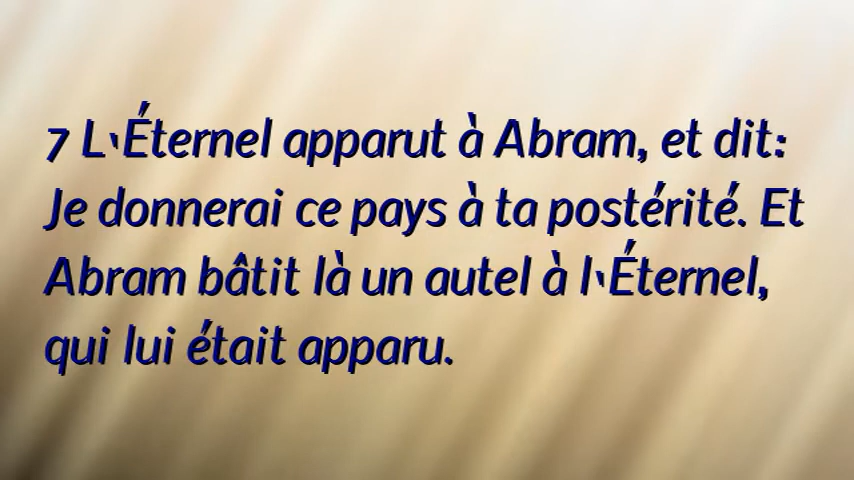 7 L'Éternel apparut à Abram, et dit:
Je donnerai ce pays à ta postérité. Et
Abram bâtit là un autel à l'Éternel,
qui lui était apparu.